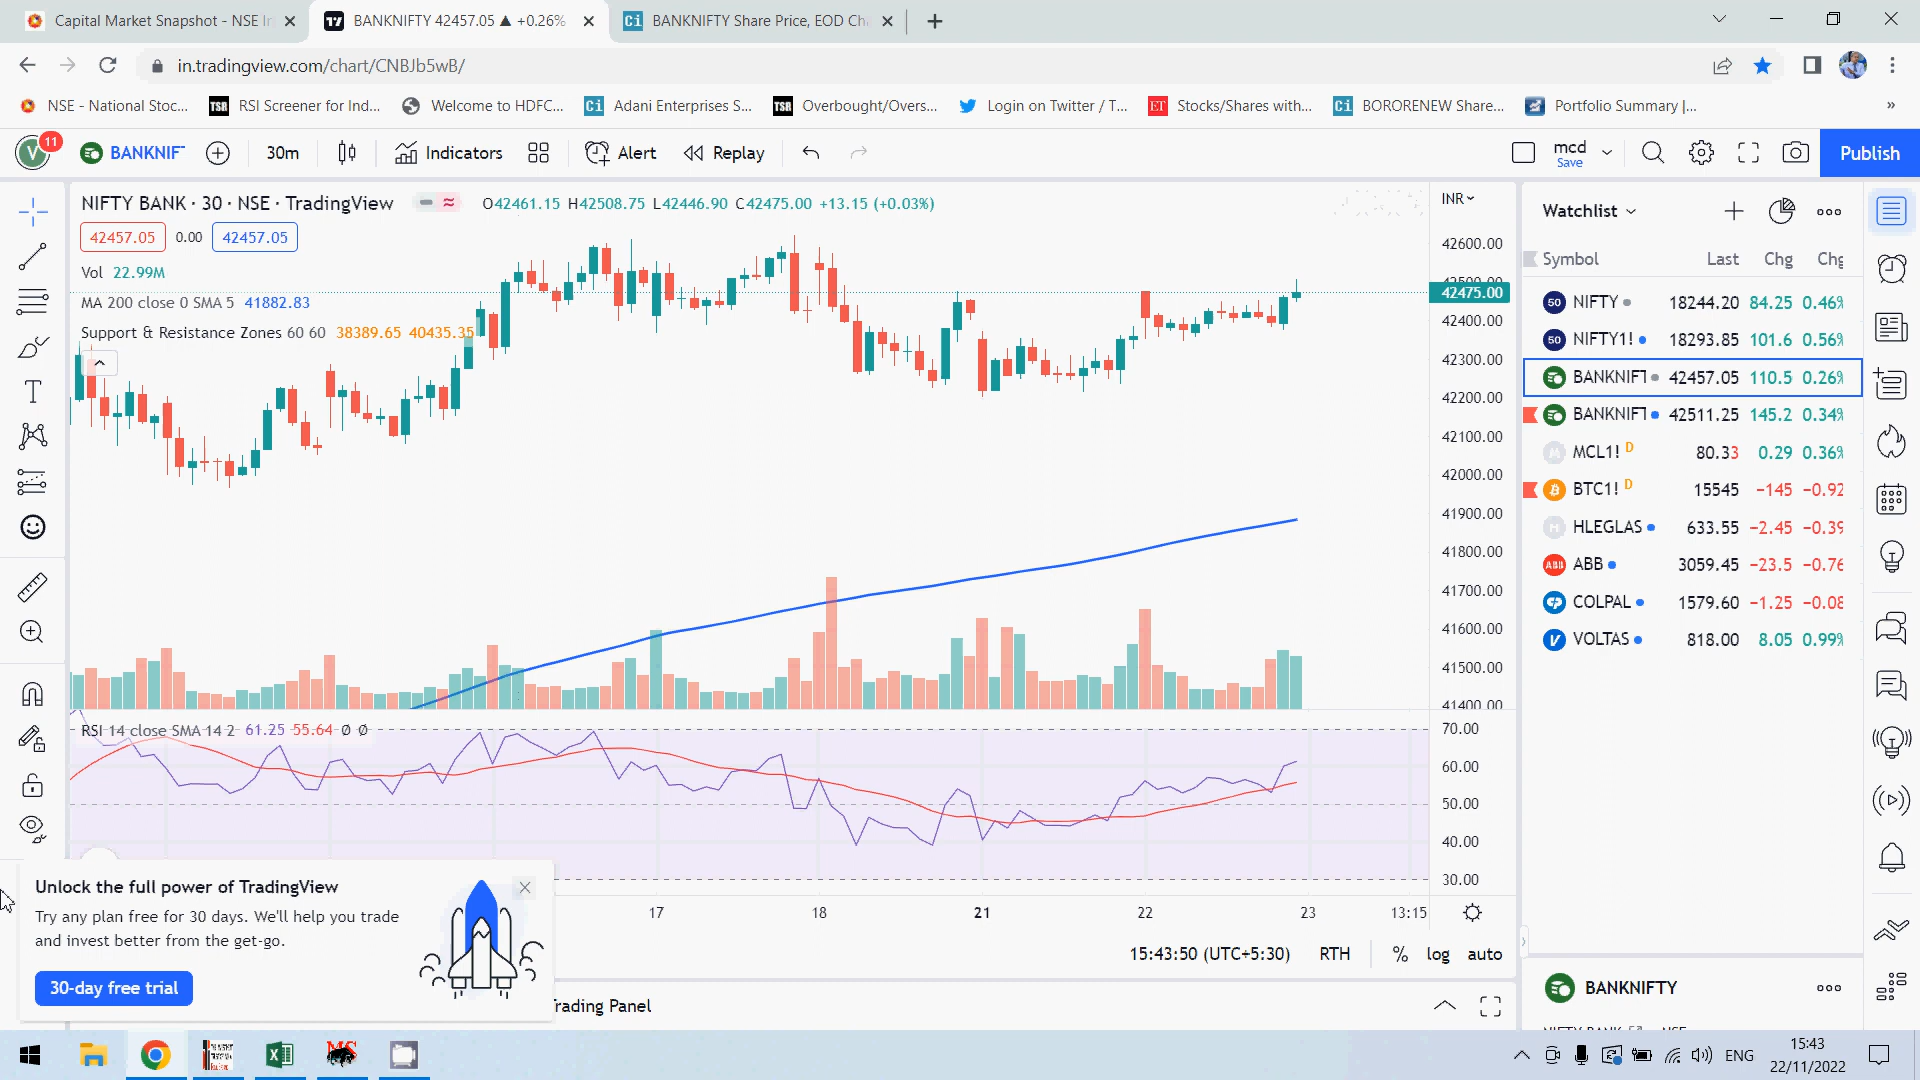 Capital Market Snapshot - NSE In
BANKNIFTY 42457.05 ▲ +0.26%
BANKNIFTY Share Price, EOD Ch
in.tradingview.com/chart/CNBJb5wB/
NSE - National Stoc...
RSI Screener for Ind...
Welcome to HDFC...
Adani Enterprises S...
Overbought/Overs...
Login on Twitter / T...
Stocks/Shares with...
BORORENEW Share...
Portfolio Summary |...
V 11 BANKNIF 30m Indicators Alert Replay mcd Save Publish
NIFTY BANK · 30 · NSE · TradingView O42461.15 H42508.75 L42446.90 C42475.00 +13.15 (+0.03%)
42457.05 0.00 42457.05
Vol 22.99M
MA 200 close 0 SMA 5 41882.83
Support & Resistance Zones 60 60 38389.65 40435.35
INR
42600.00
42500.00
42475.00
42400.00
42300.00
42200.00
42100.00
42000.00
41900.00
41800.00
41700.00
41600.00
41500.00
41400.00
RSI 14 close SMA 14 2 61.25 55.64 Ø Ø
70.00
60.00
50.00
40.00
30.00
17 18 21 22 23 13:15
15:43:50 (UTC+5:30) RTH % log auto
Unlock the full power of TradingView
Try any plan free for 30 days. We'll help you trade
and invest better from the get-go.
30-day free trial
Trading Panel
Watchlist
Symbol Last Chg Chg
50 NIFTY 18244.20 84.25 0.46%
50 NIFTY1! 18293.85 101.6 0.56%
BANKNIFT 42457.05 110.5 0.26%
BANKNIFT 42511.25 145.2 0.34%
M MCL1! D 80.33 0.29 0.36%
BTC1! D 15545 −145 −0.92
H HLEGLAS 633.55 −2.45 −0.39
ABB ABB 3059.45 −23.5 −0.76
COLPAL 1579.60 −1.25 −0.08
V VOLTAS 818.00 8.05 0.99%
BANKNIFTY
NIFTY BANK NSE
ENG
15:43
22/11/2022